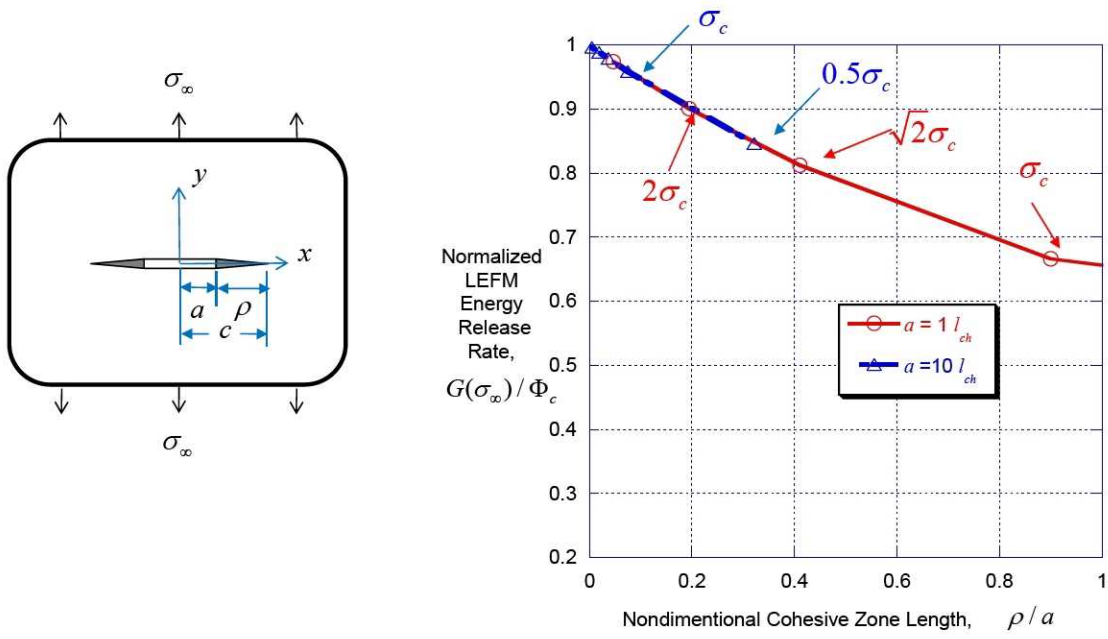 σ∞
y
x
a
ρ
c
σ∞
Normalized
LEFM
Energy
Release
Rate,
G(σ∞)/Φc
1
0.9
0.8
0.7
0.6
0.5
0.4
0.3
0.2
σc
0.5σc
√2σc
2σc
σc
a = 1 lch
a =10 lch
0
0.2
0.4
0.6
0.8
1
Nondimentional Cohesive Zone Length, ρ/a